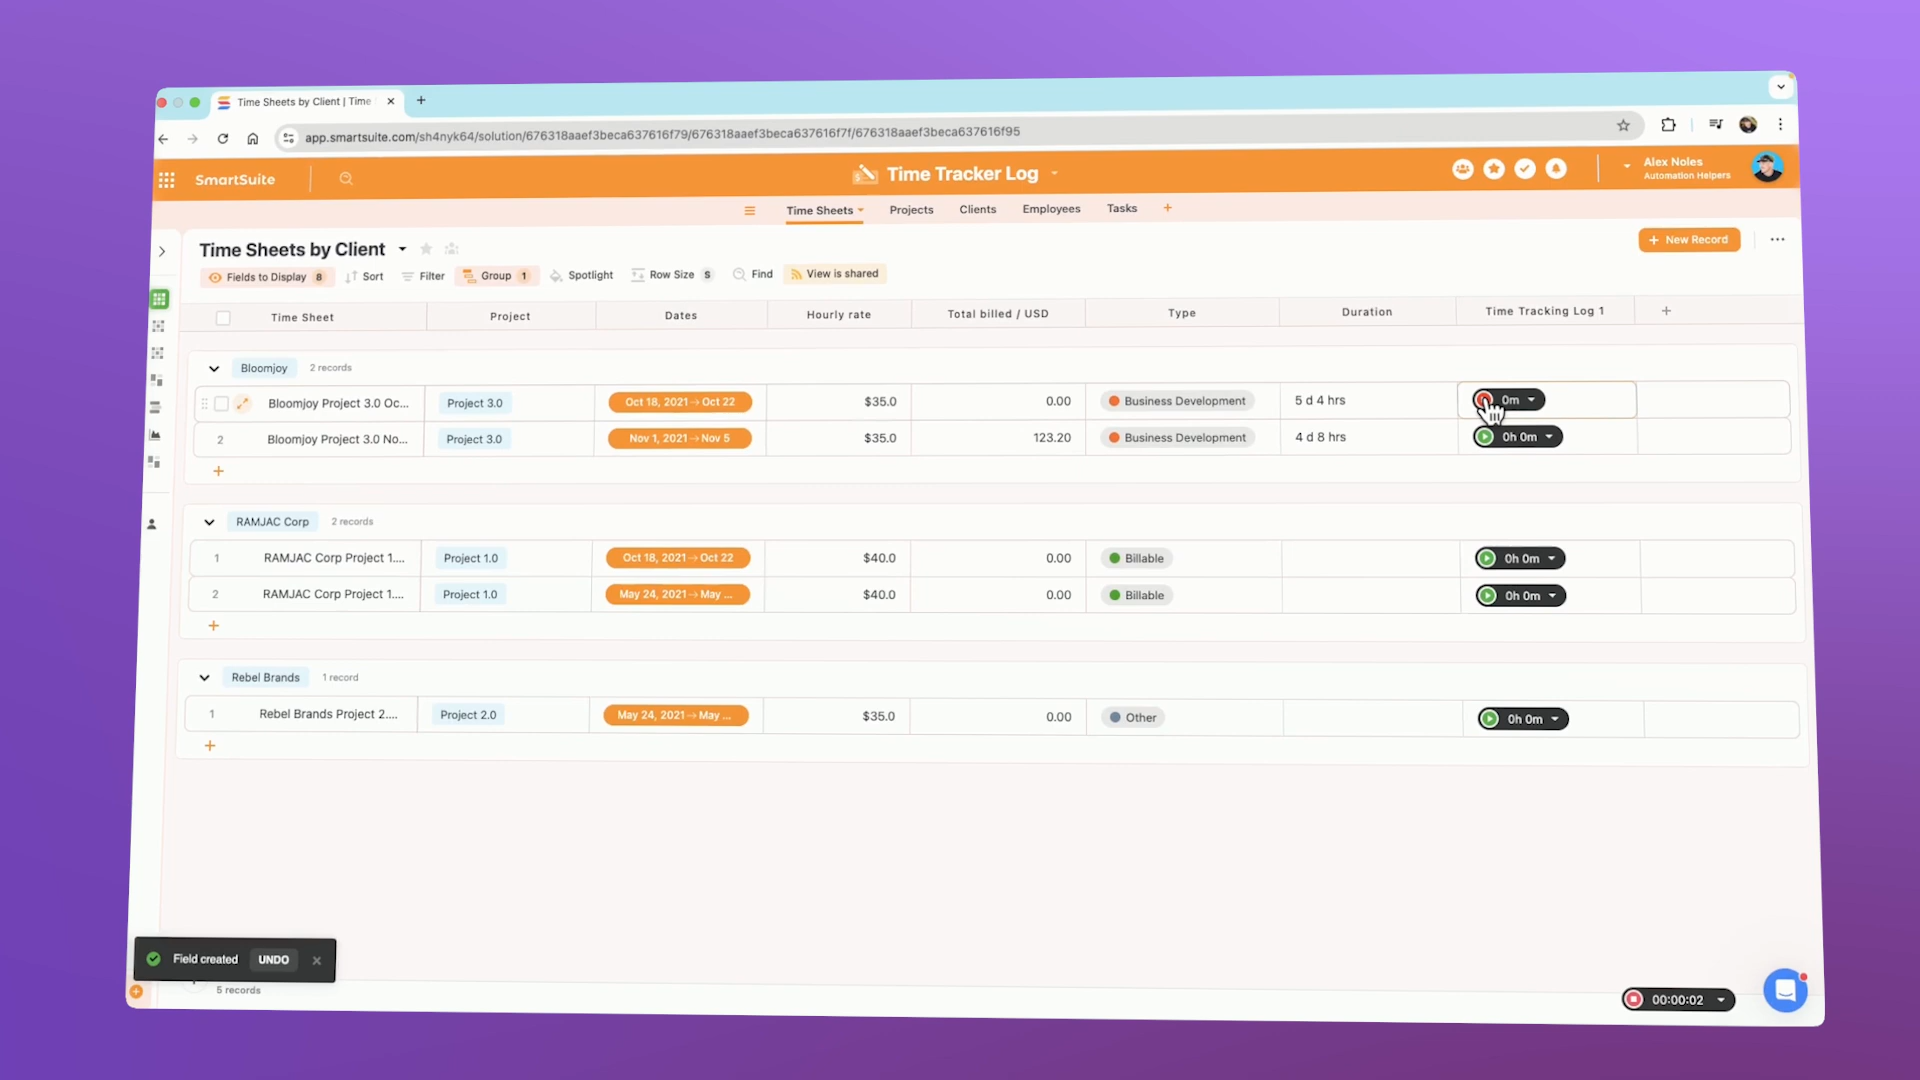 Time Sheets by Client | Time
app.smartsuite.com/sh4nyk64/solution/676318aaef3beca637616f79/676318aaef3beca637616f7f/676318aaef3beca637616f95
SmartSuite
Time Tracker Log
Alex Noles
Automation Helpers
Time Sheets Projects Clients Employees Tasks
Time Sheets by Client
New Record
Fields to Display 8 Sort Filter Group 1 Spotlight Row Size S Find View is shared
Time Sheet Project Dates Hourly rate Total billed / USD Type Duration Time Tracking Log 1
Bloomjoy 2 records
Bloomjoy Project 3.0 Oc... Project 3.0 Oct 18, 2021→Oct 22 $35.0 0.00 Business Development 5 d 4 hrs 0m
2 Bloomjoy Project 3.0 No... Project 3.0 Nov 1, 2021→Nov 5 $35.0 123.20 Business Development 4 d 8 hrs 0h 0m
RAMJAC Corp 2 records
1 RAMJAC Corp Project 1.... Project 1.0 Oct 18, 2021→Oct 22 $40.0 0.00 Billable 0h 0m
2 RAMJAC Corp Project 1.... Project 1.0 May 24, 2021→May ... $40.0 0.00 Billable 0h 0m
Rebel Brands 1 record
1 Rebel Brands Project 2.... Project 2.0 May 24, 2021→May ... $35.0 0.00 Other 0h 0m
Field created UNDO
5 records
00:00:02